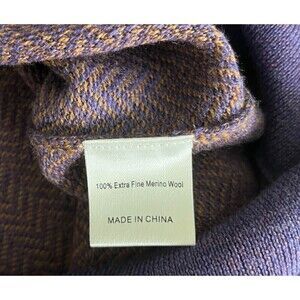 100% Extra Fine Merino Wool
MADE IN CHINA